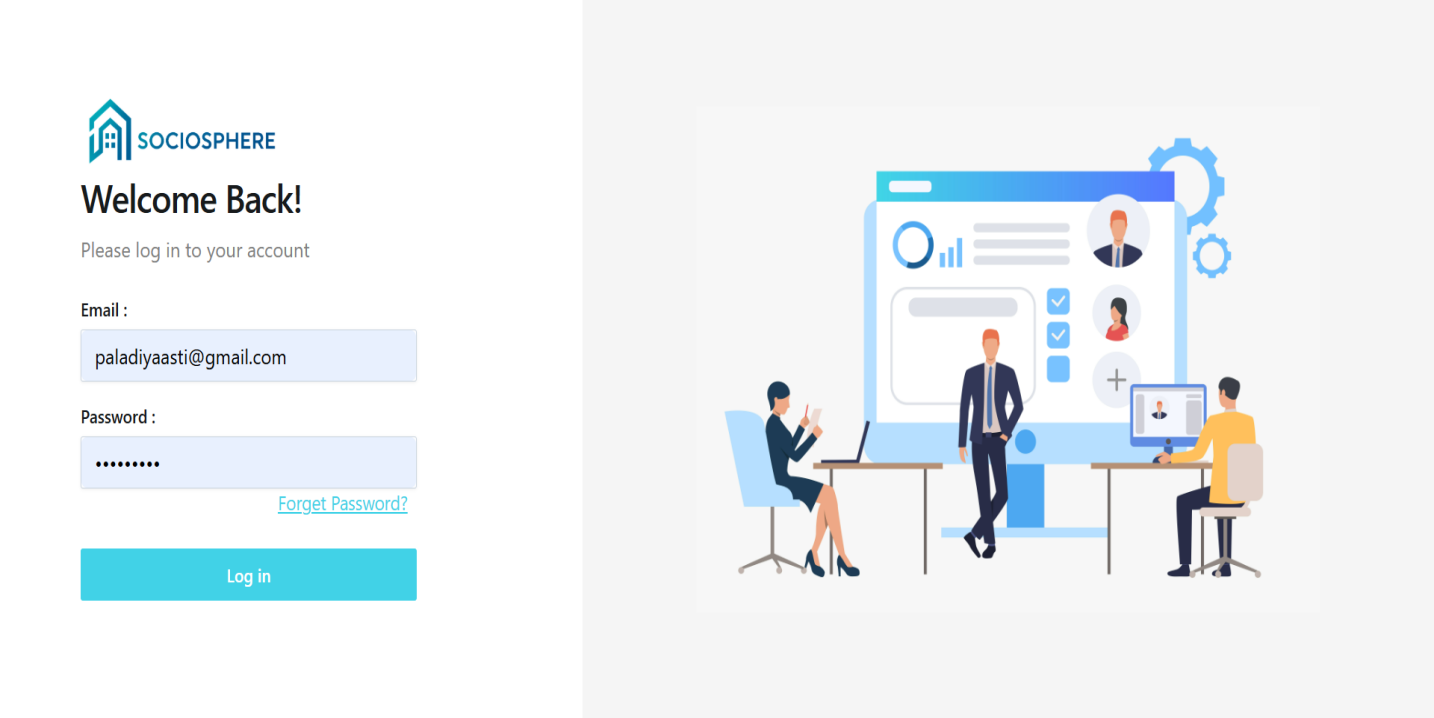 SOCIOSPHERE
Welcome Back!
Please log in to your account
Email :
paladiyaasti@gmail.com
Password :
•••••••••
Forget Password?
Log in